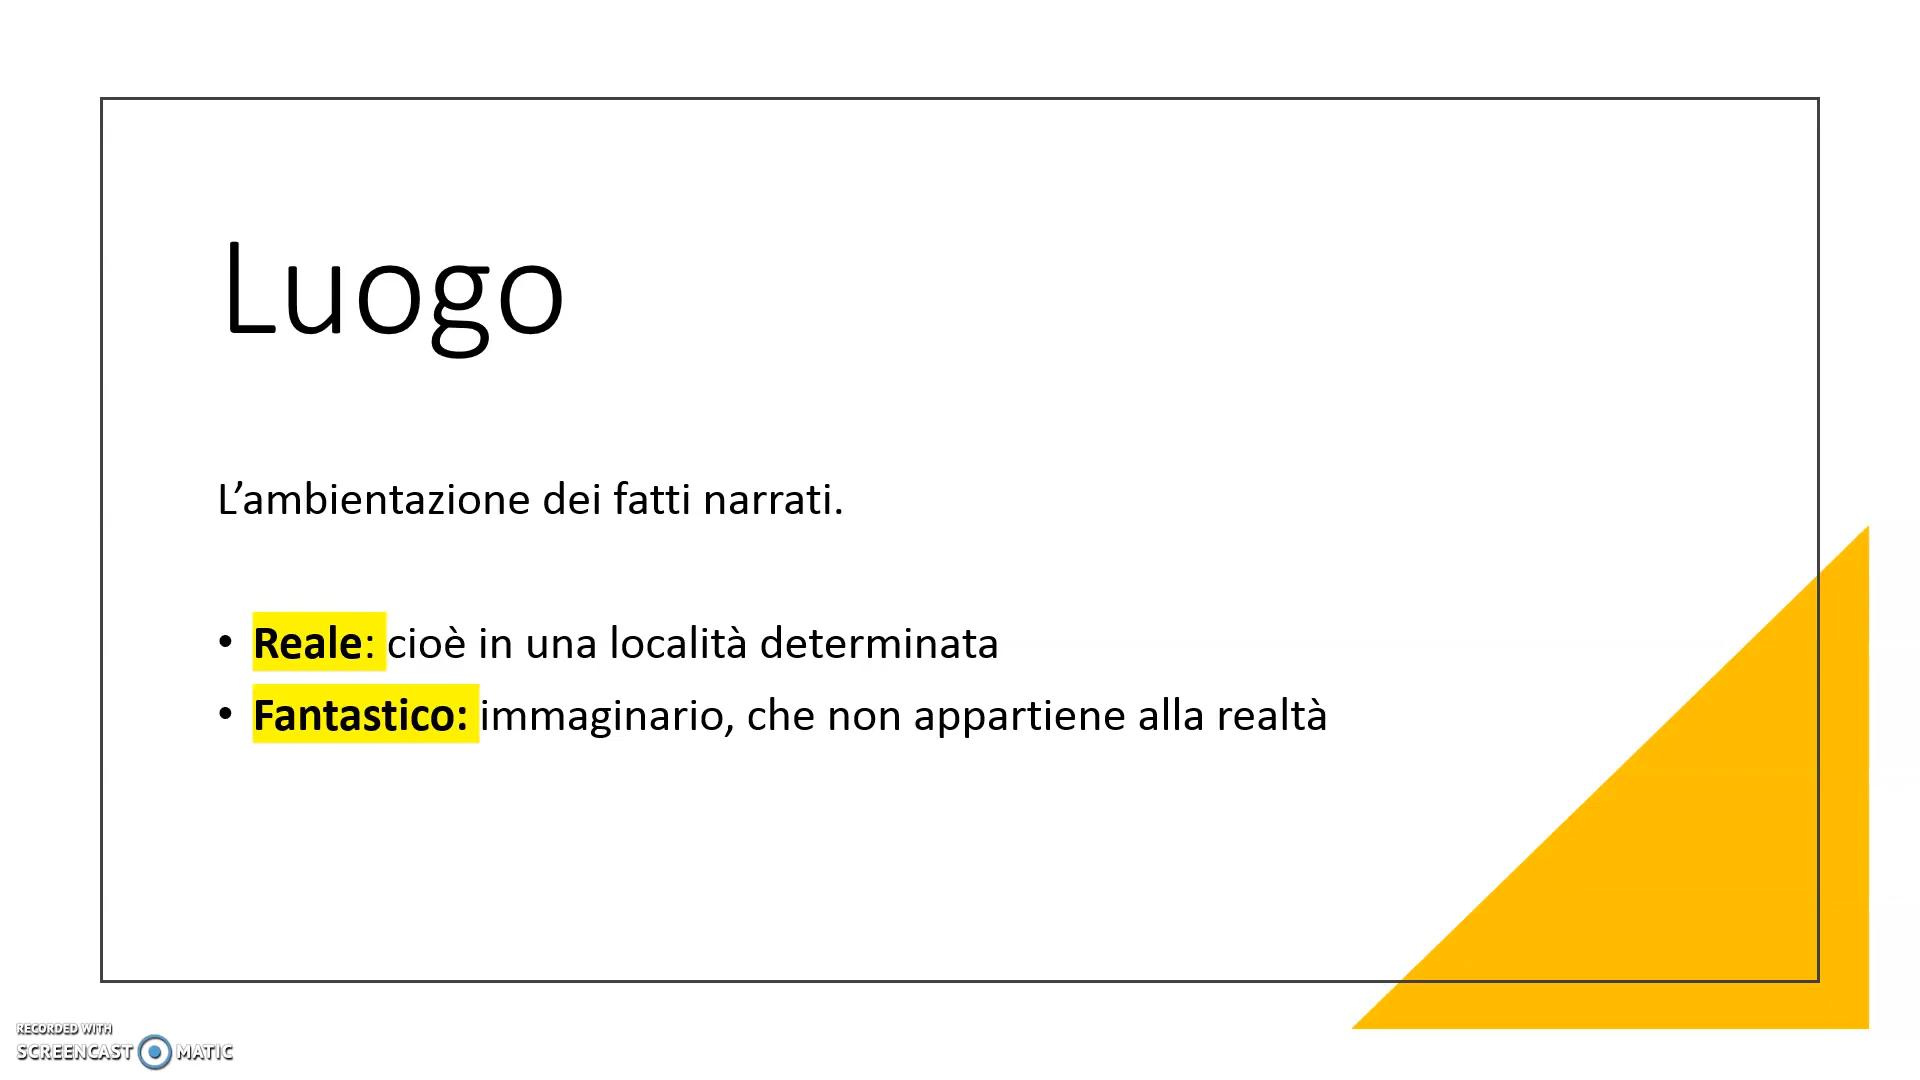 Luogo
L’ambientazione dei fatti narrati.
• Reale: cioè in una località determinata
• Fantastico: immaginario, che non appartiene alla realtà
RECORDED WITH
SCREENCAST MATIC